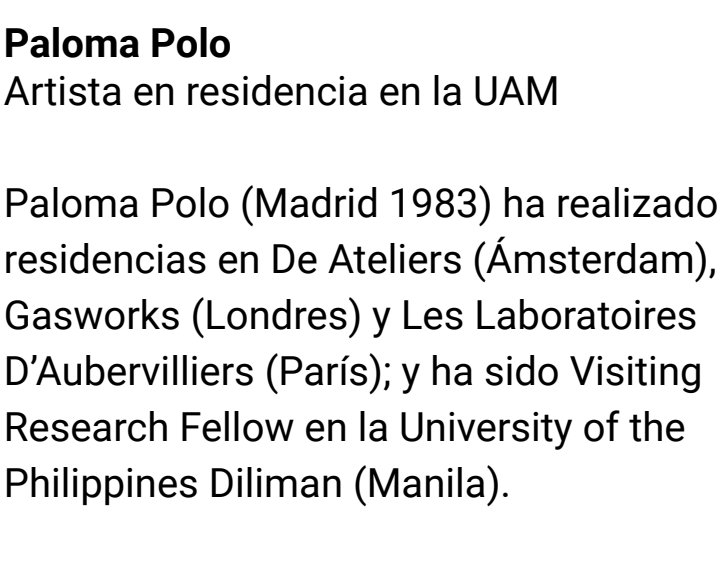 Paloma Polo
Artista en residencia en la UAM
Paloma Polo (Madrid 1983) ha realizado
residencias en De Ateliers (Ámsterdam),
Gasworks (Londres) y Les Laboratoires
D’Aubervilliers (París); y ha sido Visiting
Research Fellow en la University of the
Philippines Diliman (Manila).